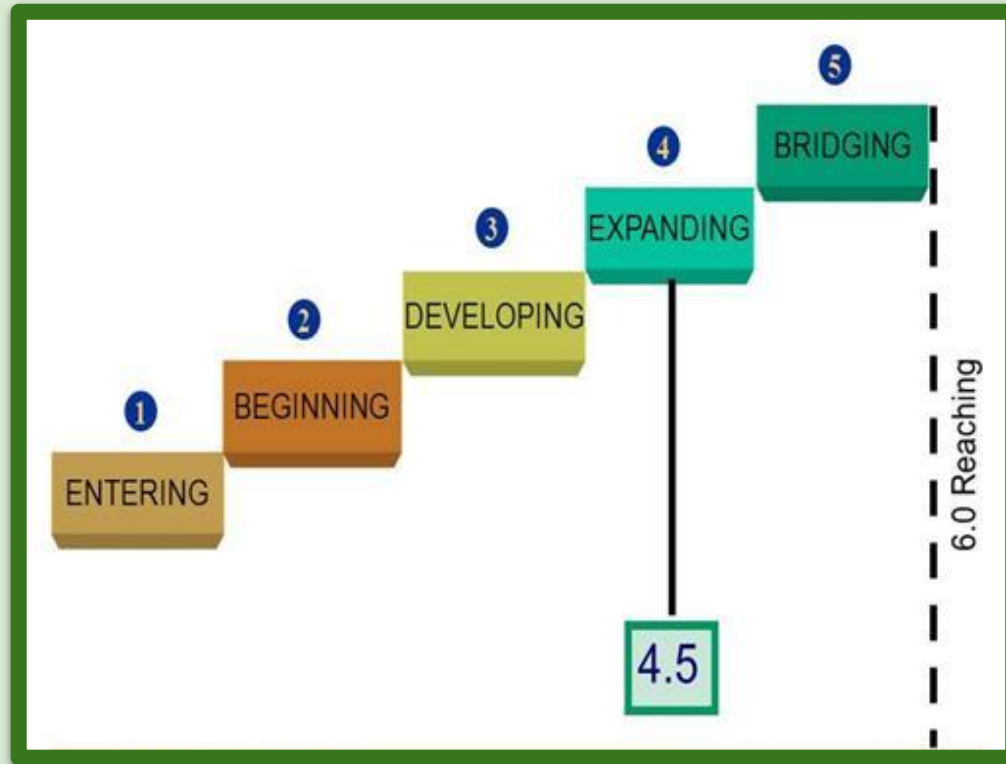 1
ENTERING
2
BEGINNING
3
DEVELOPING
4
EXPANDING
5
BRIDGING
4.5
6.0 Reaching